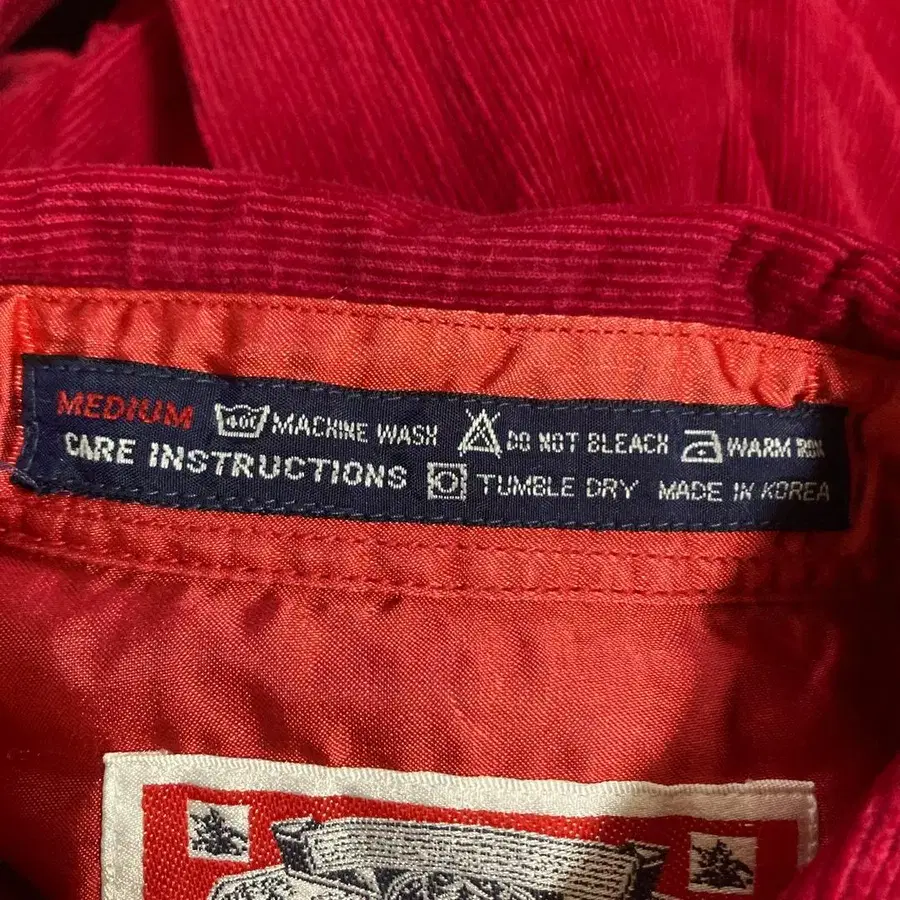 MEDIUM 40° MACHINE WASH DO NOT BLEACH WARM IRON
CARE INSTRUCTIONS TUMBLE DRY MADE IN KOREA